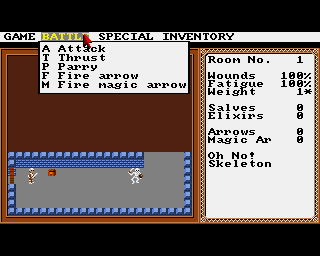 GAME BATTLE SPECIAL INVENTORY
A Attack
T Thrust
P Parry
F Fire arrow
M Fire magic arrow
Room No. 1
Wounds 100%
Fatigue 100%
Weight 1*
Salves 0
Elixirs 0
Arrows 0
Magic Ar 0
Oh No!
Skeleton